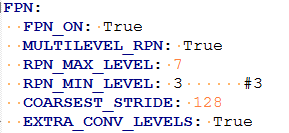 FPN:
  FPN_ON: True
  MULTILEVEL_RPN: True
  RPN_MAX_LEVEL: 7
  RPN_MIN_LEVEL: 3      #3
  COARSEST_STRIDE: 128
  EXTRA_CONV_LEVELS: True